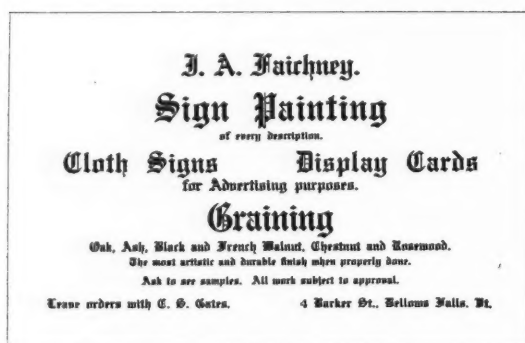 J. A. Faichney.
Sign Painting
of every description.
Cloth Signs Display Cards
for Advertising purposes.
Graining
Oak, Ash, Black and French Walnut, Chestnut and Rosewood.
The most artistic and durable finish when properly done.
Ask to see samples. All work subject to approval.
Leave orders with C. S. Gates. 4 Barker St., Bellows Falls, Vt.